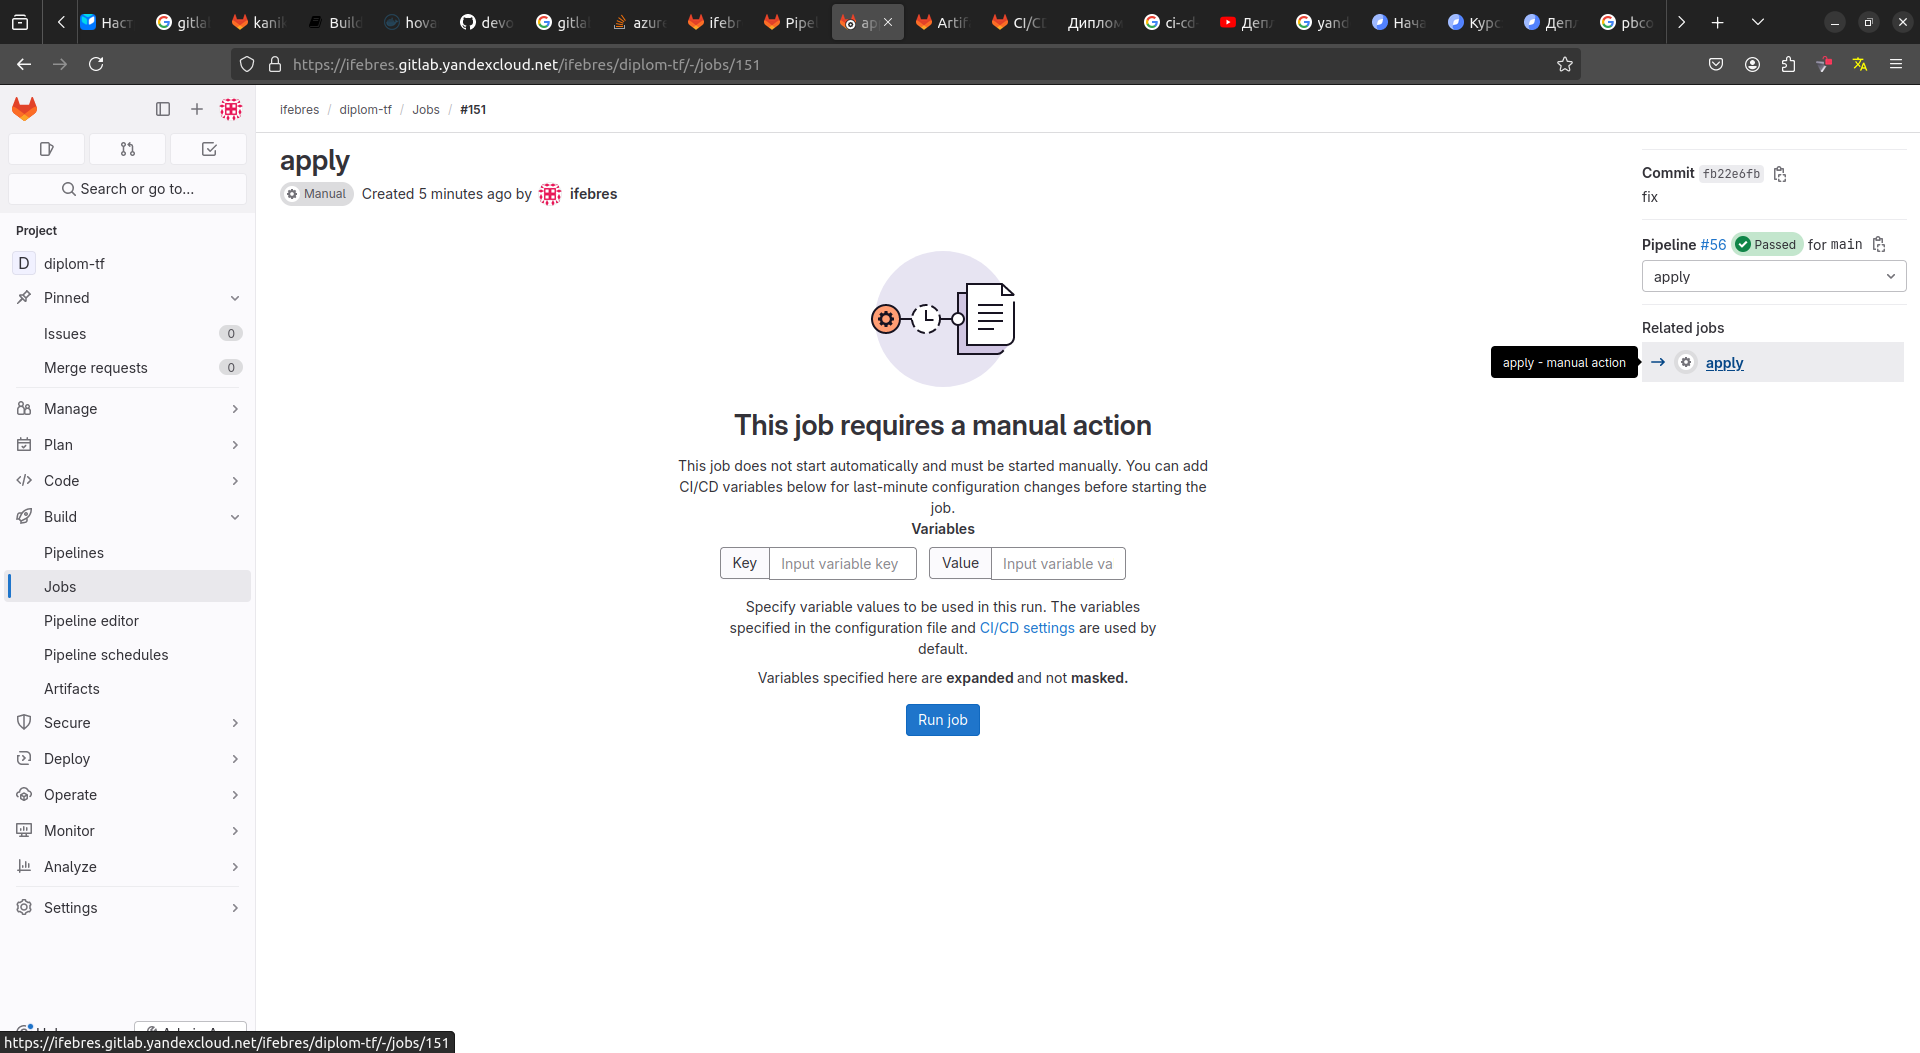 Наст
gitla
kanik
Build
hova
devo
gitla
azure
ifebr
Pipel
ap
Artif
CI/CD
Диплом
ci-cd-
Депл
yand
Нача
Курс
Депл
pbco
https://ifebres.gitlab.yandexcloud.net/ifebres/diplom-tf/-/jobs/151
ifebres / diplom-tf / Jobs / #151
Search or go to...
Project
D diplom-tf
Pinned
Issues 0
Merge requests 0
Manage
Plan
Code
Build
Pipelines
Jobs
Pipeline editor
Pipeline schedules
Artifacts
Secure
Deploy
Operate
Monitor
Analyze
Settings
apply
Manual Created 5 minutes ago by ifebres
This job requires a manual action
This job does not start automatically and must be started manually. You can add
CI/CD variables below for last-minute configuration changes before starting the
job.
Variables
Key Input variable key Value Input variable va
Specify variable values to be used in this run. The variables
specified in the configuration file and CI/CD settings are used by
default.
Variables specified here are expanded and not masked.
Run job
Commit fb22e6fb
fix
Pipeline #56 Passed for main
apply
Related jobs
apply - manual action
apply
https://ifebres.gitlab.yandexcloud.net/ifebres/diplom-tf/-/jobs/151